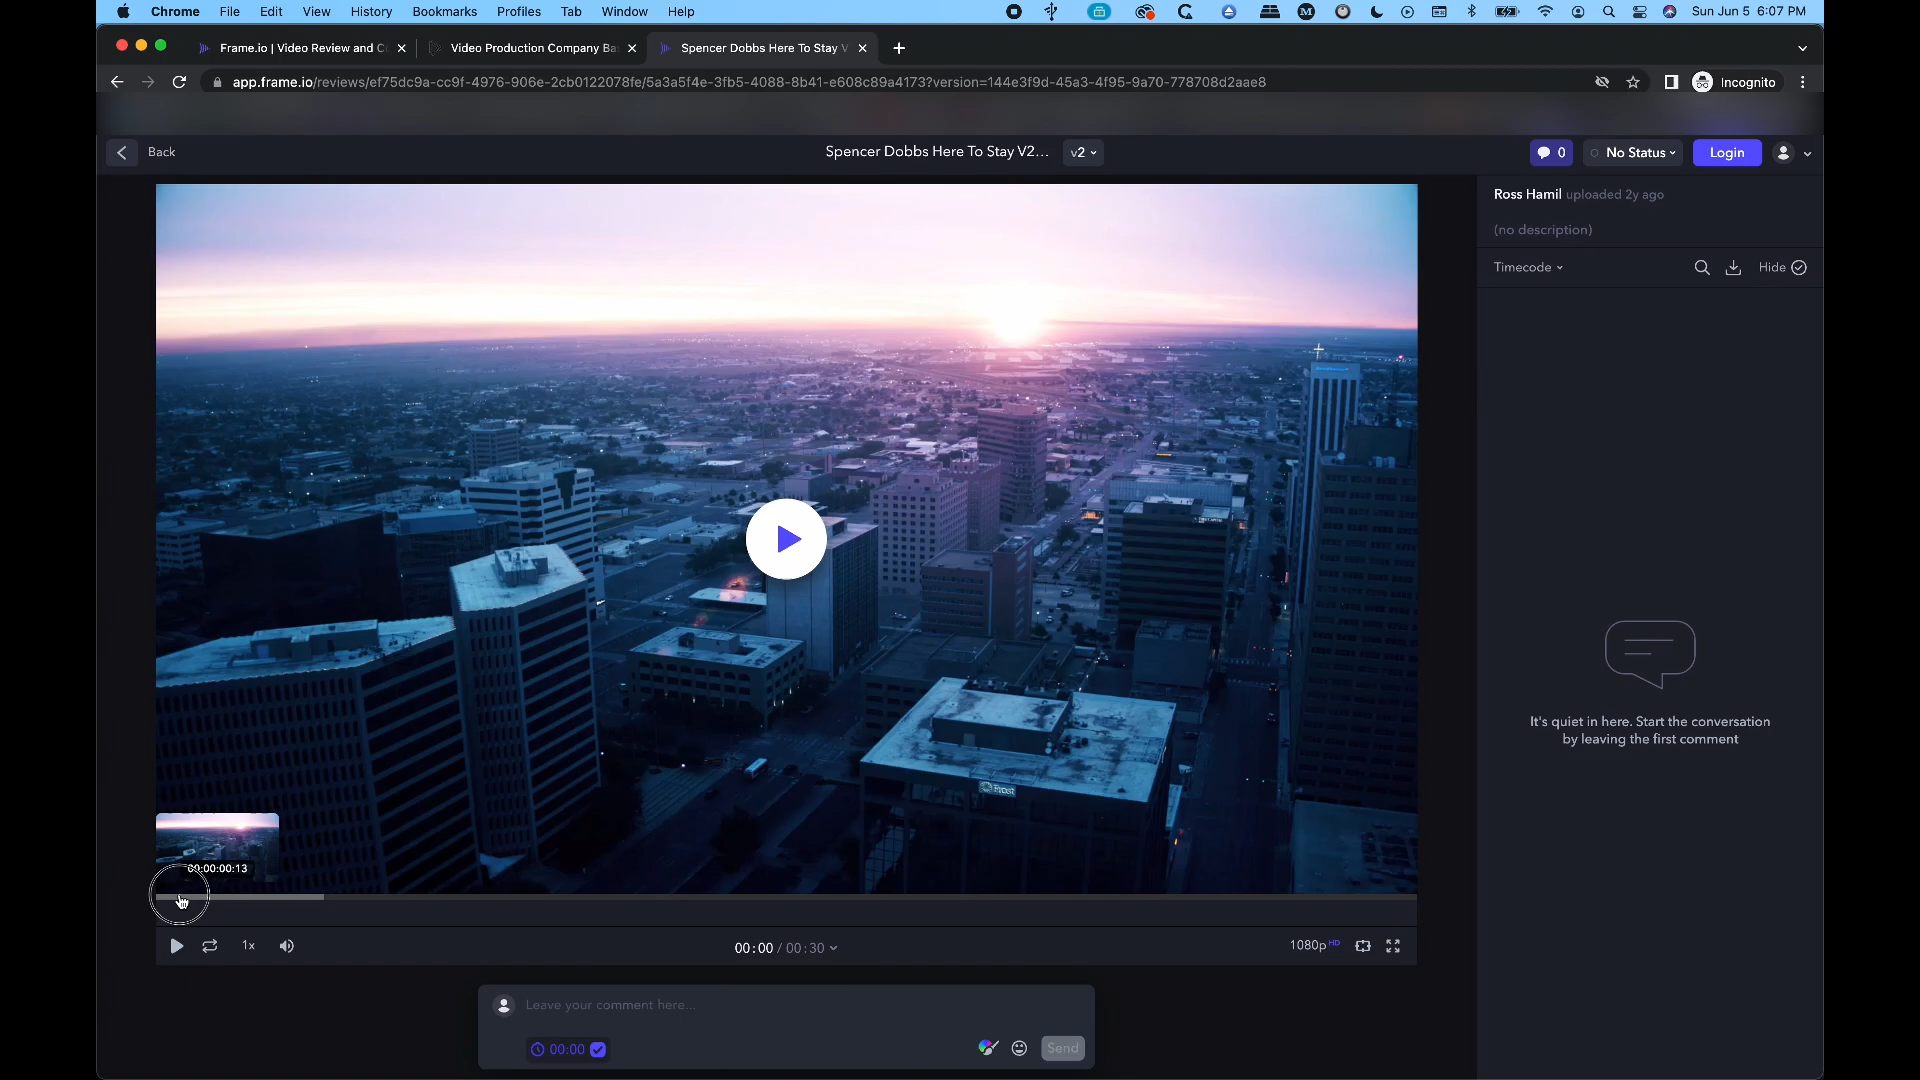 Chrome File Edit View History Bookmarks Profiles Tab Window Help Sun Jun 5 6:07 PM
Frame.io | Video Review and C Video Production Company Ba Spencer Dobbs Here To Stay V
app.frame.io/reviews/ef75dc9a-cc9f-4976-906e-2cb0122078fe/5a3a5f4e-3fb5-4088-8b41-e608c89a4173?version=144e3f9d-45a3-4f95-9a70-778708d2aae8 Incognito
Back Spencer Dobbs Here To Stay V2... v2 0 No Status Login
Ross Hamil uploaded 2y ago
(no description)
Timecode Hide
Frost
It's quiet in here. Start the conversation
by leaving the first comment
00:00:00:13
1x 00:00 / 00:30 1080p HD
Leave your comment here...
00:00 Send